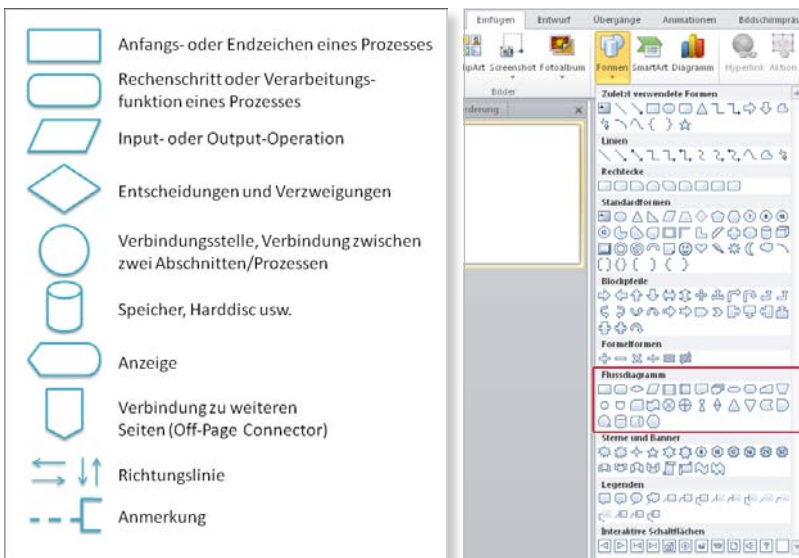 Anfangs- oder Endzeichen eines Prozesses
Rechenschritt oder Verarbeitungs-
funktion eines Prozesses
Input- oder Output-Operation
Entscheidungen und Verzweigungen
Verbindungsstelle, Verbindung zwischen
zwei Abschnitten/Prozessen
Speicher, Harddisc usw.
Anzeige
Verbindung zu weiteren
Seiten (Off-Page Connector)
Richtungslinie
Anmerkung
Einfügen Entwurf Übergänge Animationen Bildschirmprä
ipArt Screenshot Fotoalbum Formen SmartArt Diagramm Hyperlink Aktion
Bilder
rderung
Zuletzt verwendete Formen
Linien
Rechtecke
Standardformen
Blockpfeile
Formelformen
Flussdiagramm
Sterne und Banner
Legenden
Interaktive Schaltflächen